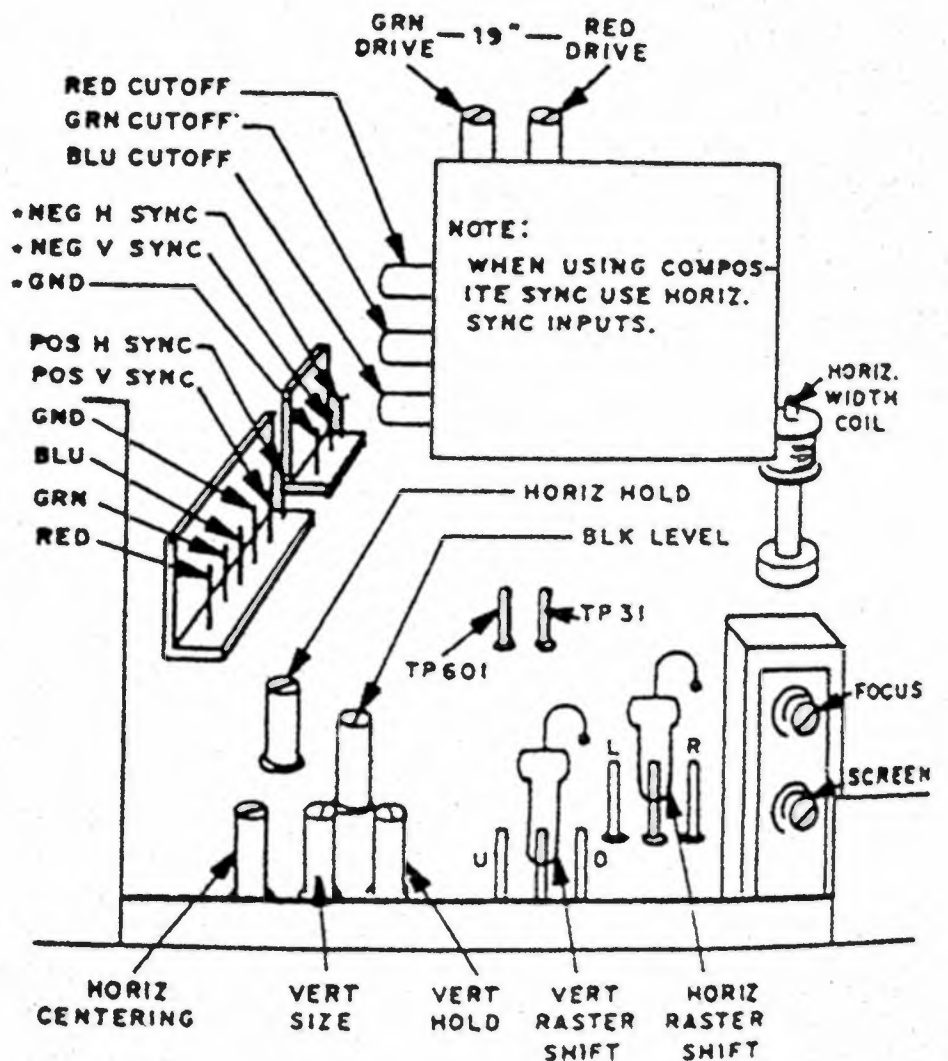 GRN
DRIVE
19"
RED
DRIVE
RED CUTOFF
GRN CUTOFF
BLU CUTOFF
*NEG H SYNC
*NEG V SYNC
*GND
POS H SYNC
POS V SYNC
GND
BLU
GRN
RED
NOTE:
WHEN USING COMPOS-
ITE SYNC USE HORIZ.
SYNC INPUTS.
HORIZ.
WIDTH
COIL
HORIZ HOLD
BLK LEVEL
TP601
TP31
FOCUS
SCREEN
L
R
U
D
HORIZ
CENTERING
VERT
SIZE
VERT
HOLD
VERT
RASTER
SHIFT
HORIZ
RASTER
SHIFT